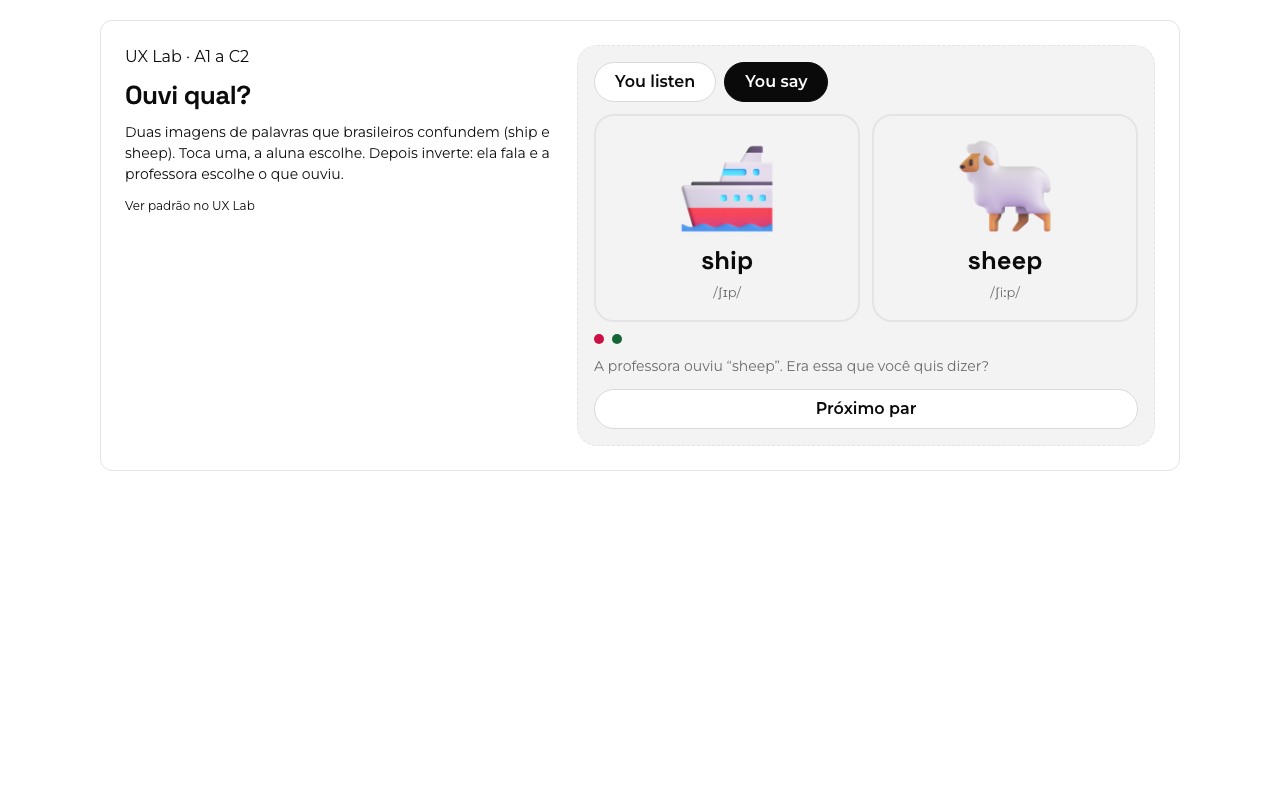 UX Lab · A1 a C2
Ouvi qual?
Duas imagens de palavras que brasileiros confundem (ship e
sheep). Toca uma, a aluna escolhe. Depois inverte: ela fala e a
professora escolhe o que ouviu.
Ver padrão no UX Lab
You listen
You say
ship
/ʃɪp/
sheep
/ʃiːp/
A professora ouviu “sheep”. Era essa que você quis dizer?
Próximo par